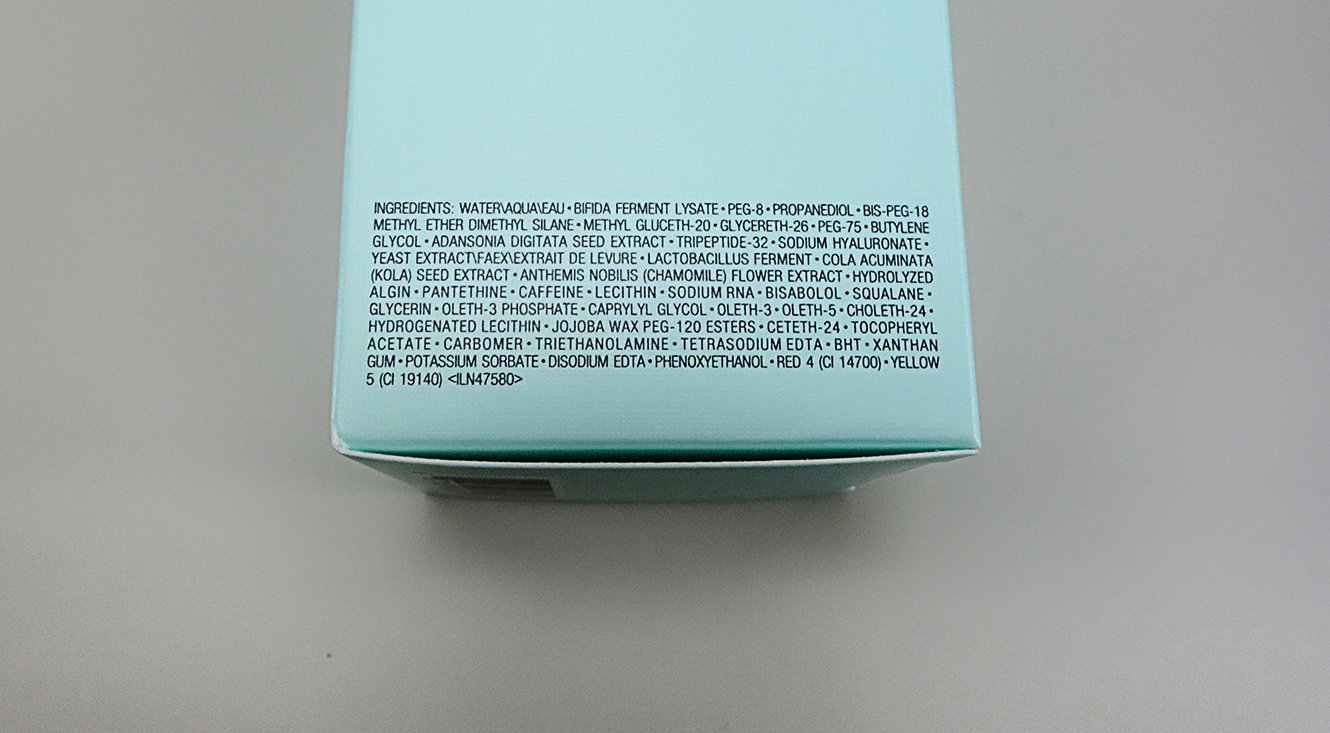 INGREDIENTS: WATER\AQUA\EAU • BIFIDA FERMENT LYSATE • PEG-8 • PROPANEDIOL • BIS-PEG-18
METHYL ETHER DIMETHYL SILANE • METHYL GLUCETH-20 • GLYCERETH-26 • PEG-75 • BUTYLENE
GLYCOL • ADANSONIA DIGITATA SEED EXTRACT • TRIPEPTIDE-32 • SODIUM HYALURONATE •
YEAST EXTRACT\FAEX\EXTRAIT DE LEVURE • LACTOBACILLUS FERMENT • COLA ACUMINATA
(KOLA) SEED EXTRACT • ANTHEMIS NOBILIS (CHAMOMILE) FLOWER EXTRACT • HYDROLYZED
ALGIN • PANTETHINE • CAFFEINE • LECITHIN • SODIUM RNA • BISABOLOL • SQUALANE •
GLYCERIN • OLETH-3 PHOSPHATE • CAPRYLYL GLYCOL • OLETH-3 • OLETH-5 • CHOLETH-24 •
HYDROGENATED LECITHIN • JOJOBA WAX PEG-120 ESTERS • CETETH-24 • TOCOPHERYL
ACETATE • CARBOMER • TRIETHANOLAMINE • TETRASODIUM EDTA • BHT • XANTHAN
GUM • POTASSIUM SORBATE • DISODIUM EDTA • PHENOXYETHANOL • RED 4 (CI 14700) • YELLOW
5 (CI 19140) <ILN47580>